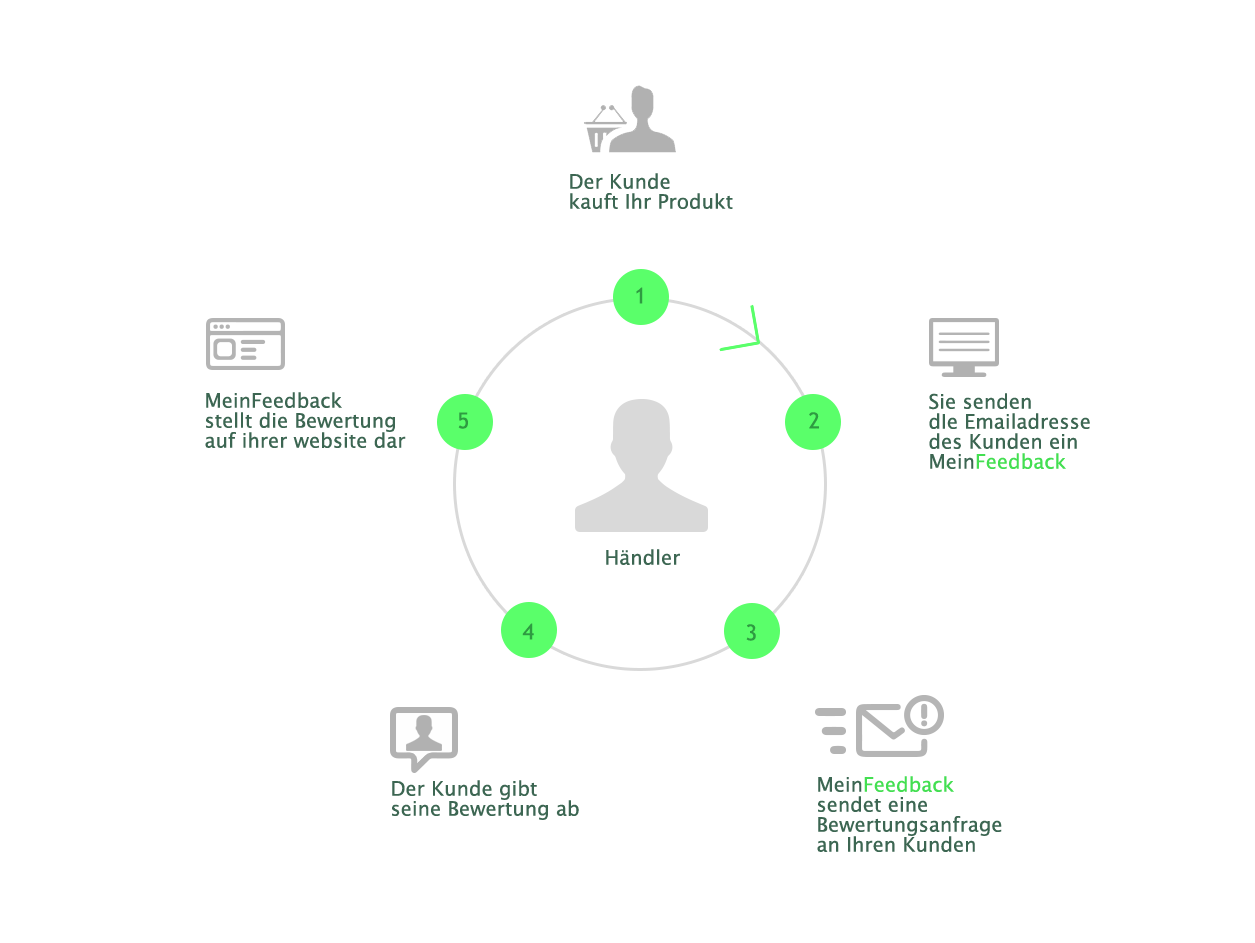 Der Kunde
kauft Ihr Produkt
1
2
Sie senden
dIe Emailadresse
des Kunden ein
MeinFeedback
3
MeinFeedback
sendet eine
Bewertungsanfrage
an Ihren Kunden
4
Der Kunde gibt
seine Bewertung ab
5
MeinFeedback
stellt die Bewertung
auf ihrer website dar
Händler